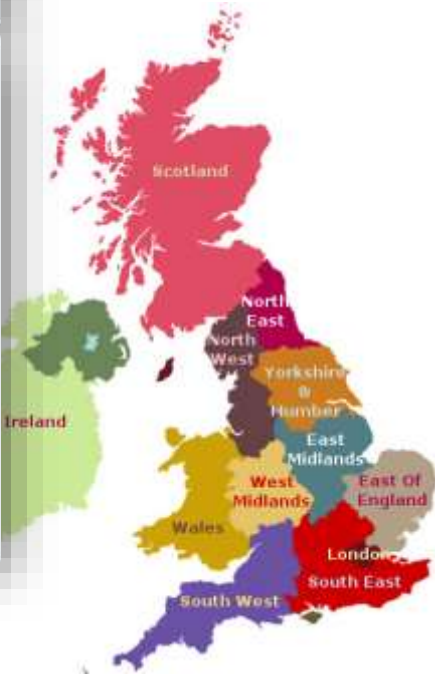 Scotland
North
East
North
West
Yorkshire
&
Humber
Ireland
East
Midlands
West
Midlands
East Of
England
Wales
London
South East
South West